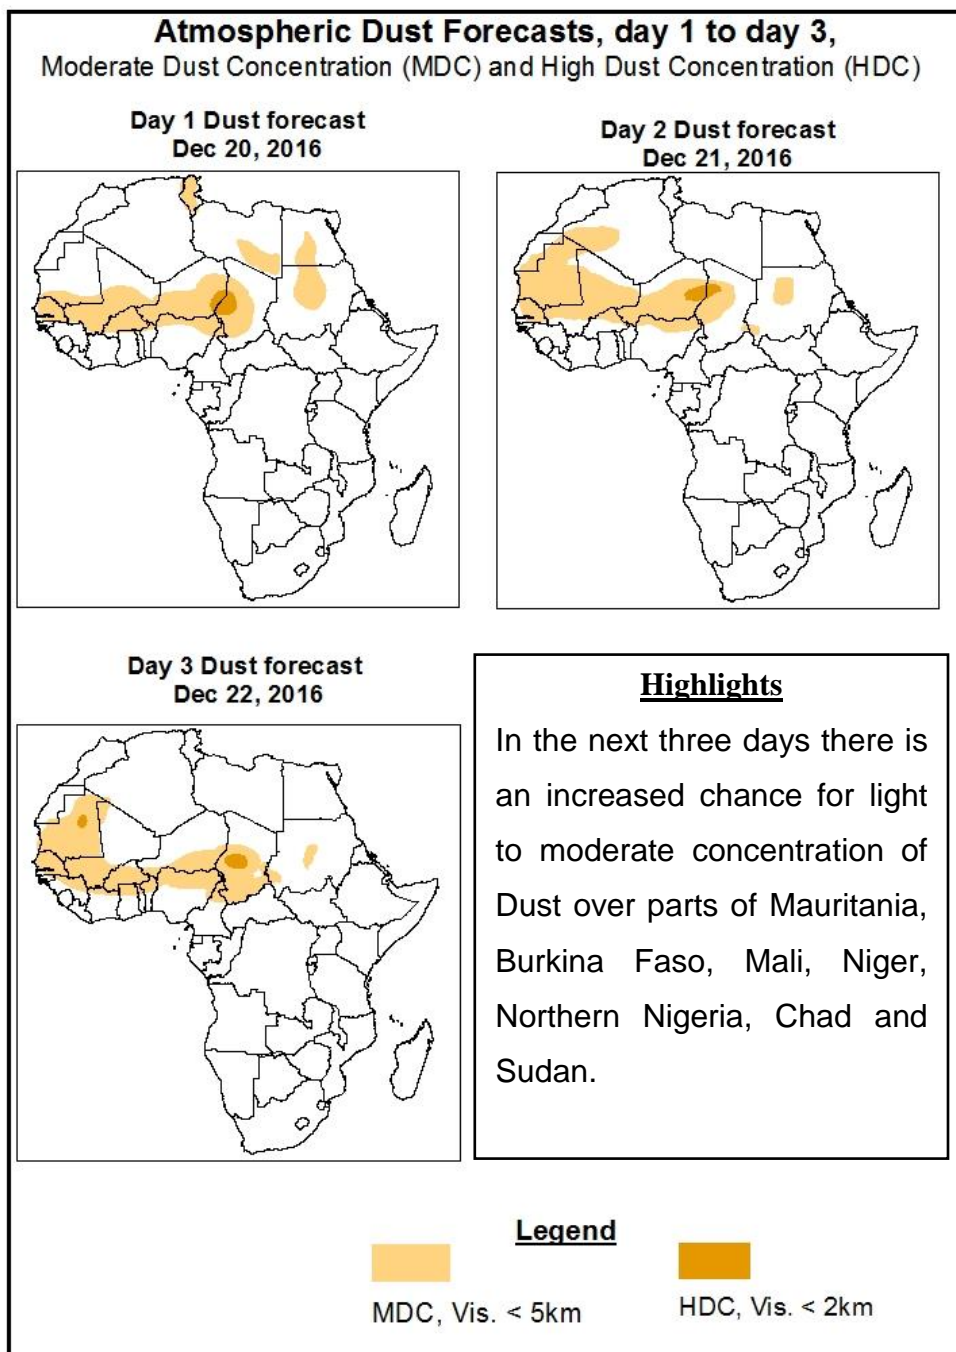 Atmospheric Dust Forecasts, day 1 to day 3,
Moderate Dust Concentration (MDC) and High Dust Concentration (HDC)
Day 1 Dust forecast
Dec 20, 2016
Day 2 Dust forecast
Dec 21, 2016
Day 3 Dust forecast
Dec 22, 2016
Highlights
In the next three days there is
an increased chance for light
to moderate concentration of
Dust over parts of Mauritania,
Burkina Faso, Mali, Niger,
Northern Nigeria, Chad and
Sudan.
Legend
MDC, Vis. < 5km
HDC, Vis. < 2km